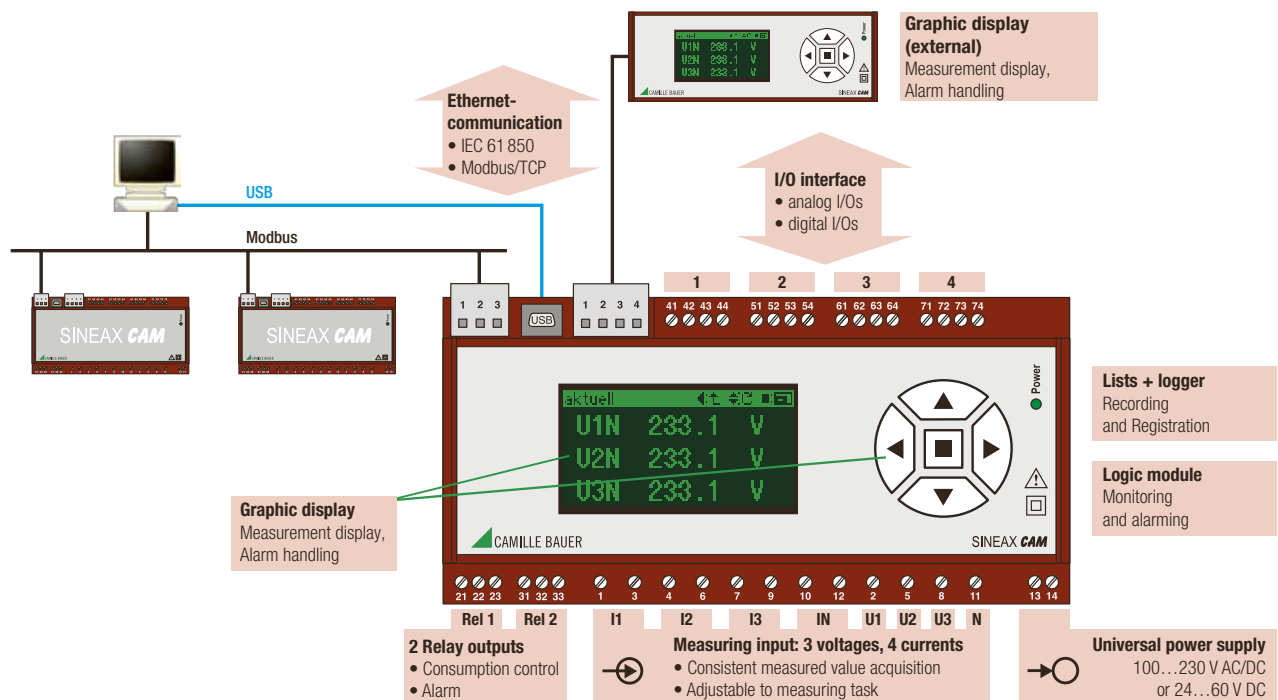 Graphic display
(external)
Measurement display,
Alarm handling
U1N 233.1 V
U2N 233.1 V
U3N 233.1 V
Power
CAMILLE BAUER
SINEAX CAM
Ethernet-
communication
• IEC 61 850
• Modbus/TCP
I/O interface
• analog I/Os
• digital I/Os
USB
Modbus
SINEAX CAM
CAMILLE BAUER
SINEAX CAM
CAMILLE BAUER
1 2 3 4
1 2 3
USB
1 2 3 4
41 42 43 44
51 52 53 54
61 62 63 64
71 72 73 74
aktuell
U1N 233.1 V
U2N 233.1 V
U3N 233.1 V
Power
CAMILLE BAUER
SINEAX CAM
Lists + logger
Recording
and Registration
Logic module
Monitoring
and alarming
Graphic display
Measurement display,
Alarm handling
21 22 23 31 32 33 1 3 4 6 7 9 10 12 2 5 8 11 13 14
Rel 1 Rel 2 I1 I2 I3 IN U1 U2 U3 N
2 Relay outputs
• Consumption control
• Alarm
Measuring input: 3 voltages, 4 currents
• Consistent measured value acquisition
• Adjustable to measuring task
Universal power supply
100...230 V AC/DC
or 24...60 V DC